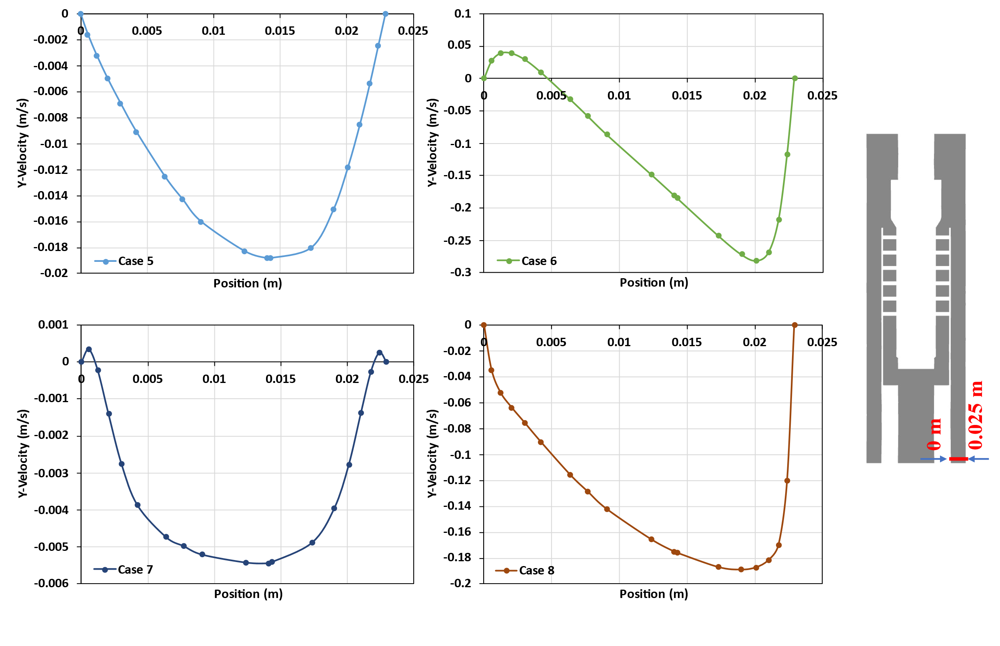 0
0 0.005 0.01 0.015 0.02 0.025
-0.002
-0.004
-0.006
-0.008
-0.01
-0.012
-0.014
-0.016
-0.018
-0.02
Y-Velocity (m/s)
Case 5
Position (m)
0.1
0.05
0
0 0.005 0.01 0.015 0.02 0.025
-0.05
-0.1
-0.15
-0.2
-0.25
-0.3
Y-Velocity (m/s)
Case 6
Position (m)
0.001
0
0 0.005 0.01 0.015 0.02 0.025
-0.001
-0.002
-0.003
-0.004
-0.005
-0.006
Y-Velocity (m/s)
Case 7
Position (m)
0
0 0.005 0.01 0.015 0.02 0.025
-0.02
-0.04
-0.06
-0.08
-0.1
-0.12
-0.14
-0.16
-0.18
-0.2
Y-Velocity (m/s)
Case 8
Position (m)
0 m
0.025 m